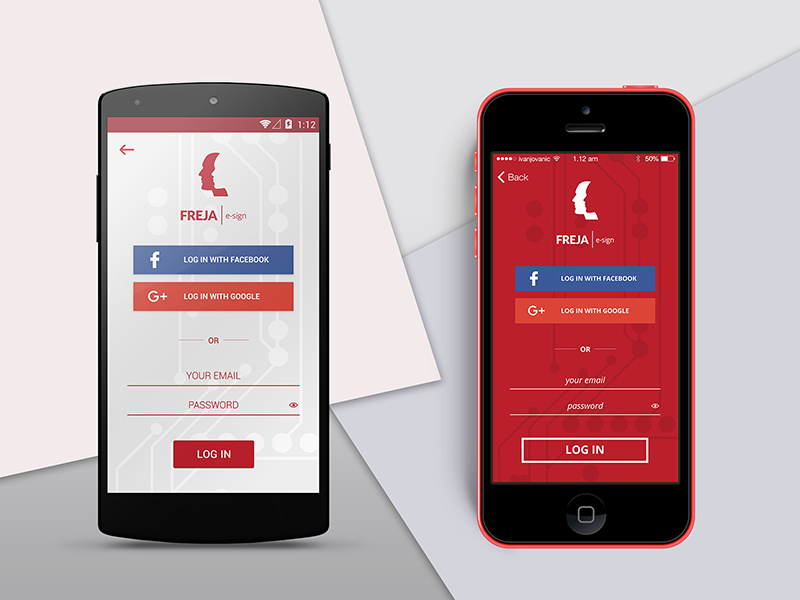 1:12
FREJA e-sign
f LOG IN WITH FACEBOOK
G+ LOG IN WITH GOOGLE
OR
YOUR EMAIL
PASSWORD
LOG IN
ivanjovanic 1.12 am 50%
Back
FREJA e-sign
f LOG IN WITH FACEBOOK
G+ LOG IN WITH GOOGLE
OR
your email
password
LOG IN